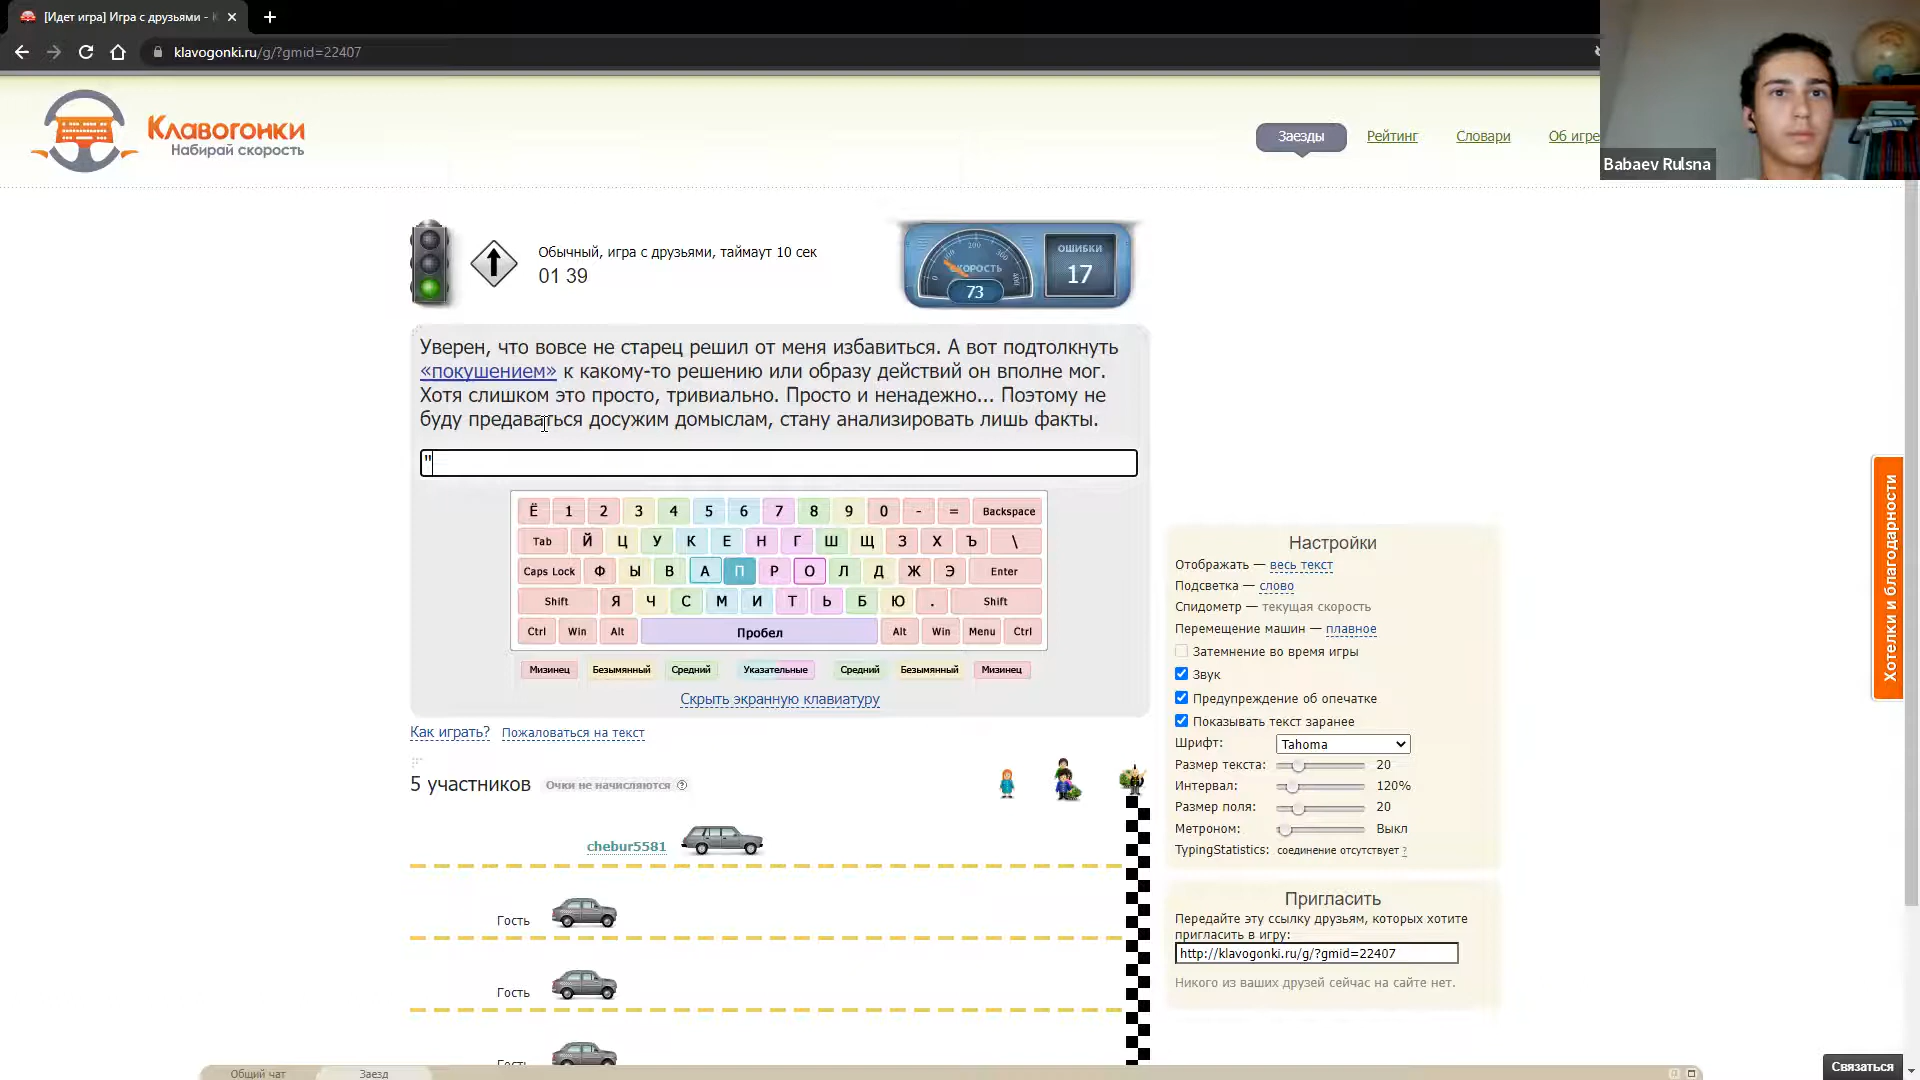 [Идет игра] Игра с друзьями -
klavogonki.ru/g/?gmid=22407
Клавогонки
Набирай скорость
Заезды
Рейтинг
Словари
Об игре
Babaev Rulsna
Обычный, игра с друзьями, таймаут 10 сек
01 39
СКОРОСТЬ
73
ОШИБКИ
17
Уверен, что вовсе не старец решил от меня избавиться. А вот подтолкнуть
«покушением» к какому-то решению или образу действий он вполне мог.
Хотя слишком это просто, тривиально. Просто и ненадежно... Поэтому не
буду предаваться досужим домыслам, стану анализировать лишь факты.
"
Ё 1 2 3 4 5 6 7 8 9 0 - = Backspace
Tab Й Ц У К Е Н Г Ш Щ З Х Ъ \
Caps Lock Ф Ы В А П Р О Л Д Ж Э Enter
Shift Я Ч С М И Т Ь Б Ю . Shift
Ctrl Win Alt Пробел Alt Win Menu Ctrl
Мизинец Безымянный Средний Указательные Средний Безымянный Мизинец
Скрыть экранную клавиатуру
Как играть? Пожаловаться на текст
5 участников Очки не начисляются ?
chebur5581
Гость
Гость
Гость
Настройки
Отображать — весь текст
Подсветка — слово
Спидометр — текущая скорость
Перемещение машин — плавное
Затемнение во время игры
Звук
Предупреждение об опечатке
Показывать текст заранее
Шрифт: Tahoma
Размер текста: 20
Интервал: 120%
Размер поля: 20
Метроном: Выкл
TypingStatistics: соединение отсутствует ?
Пригласить
Передайте эту ссылку друзьям, которых хотите
пригласить в игру:
http://klavogonki.ru/g/?gmid=22407
Никого из ваших друзей сейчас на сайте нет.
Хотелки и благодарности
Общий чат Заезд
Связаться